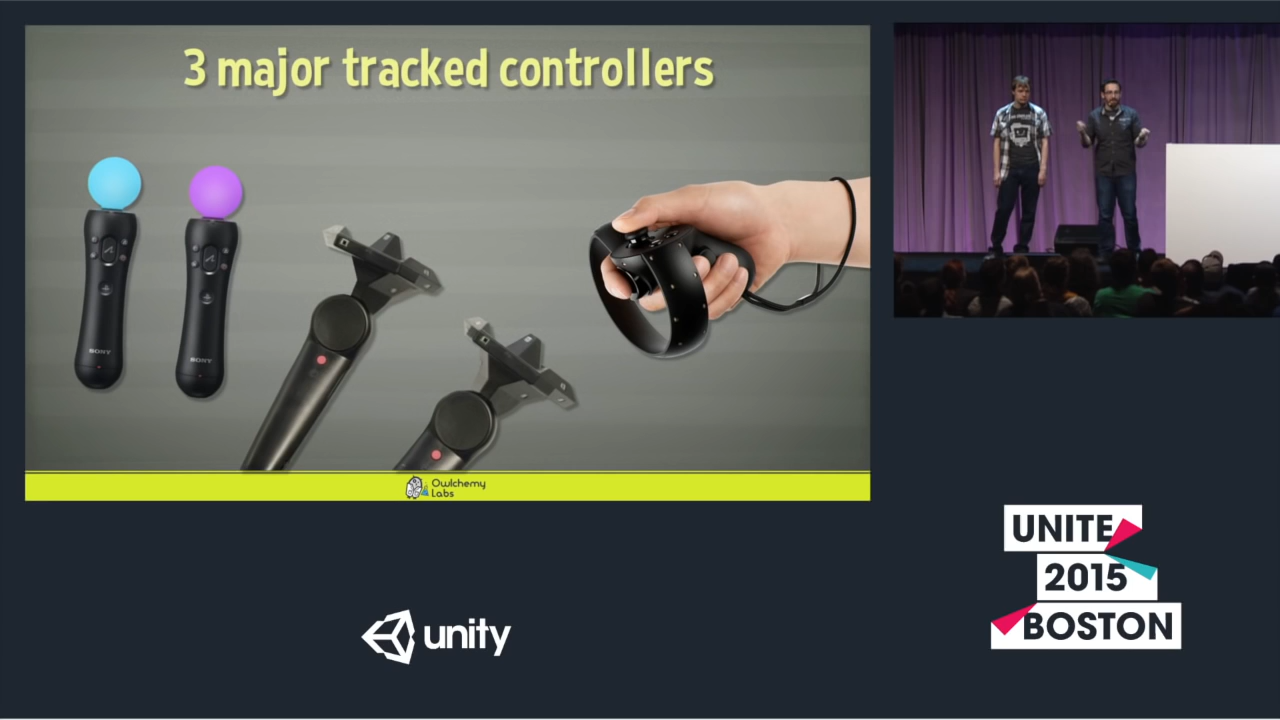 3 major tracked controllers
SONY
SONY
Owlchemy
Labs
unity
UNITE
2015
BOSTON